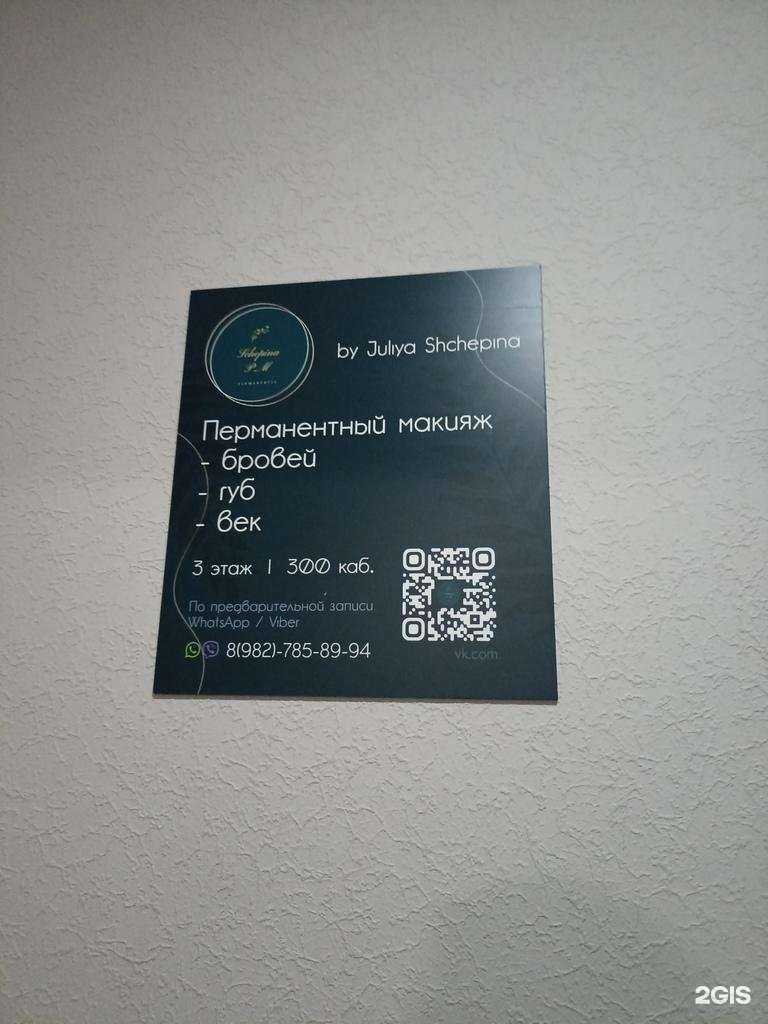 Schepina
PM
by Juliya Shchepina
Перманентный макияж
- бровей
- губ
- век
3 этаж | 300 каб.
По предварительной записи
WhatsApp / Viber
8(982)-785-89-94
vk.com
2GIS